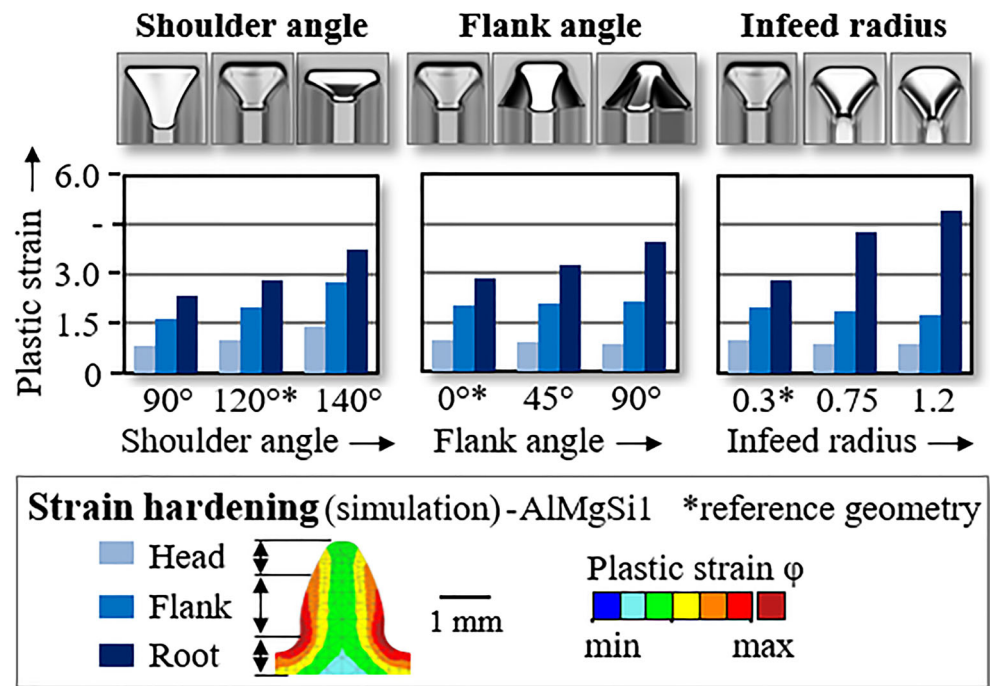 Shoulder angle Flank angle Infeed radius
Plastic strain
6.0
-
3.0
1.5
0
90° 120°* 140°
Shoulder angle
0°* 45° 90°
Flank angle
0.3* 0.75 1.2
Infeed radius
Strain hardening (simulation) - AlMgSi1 *reference geometry
Head
Flank
Root
1 mm
Plastic strain φ
min max